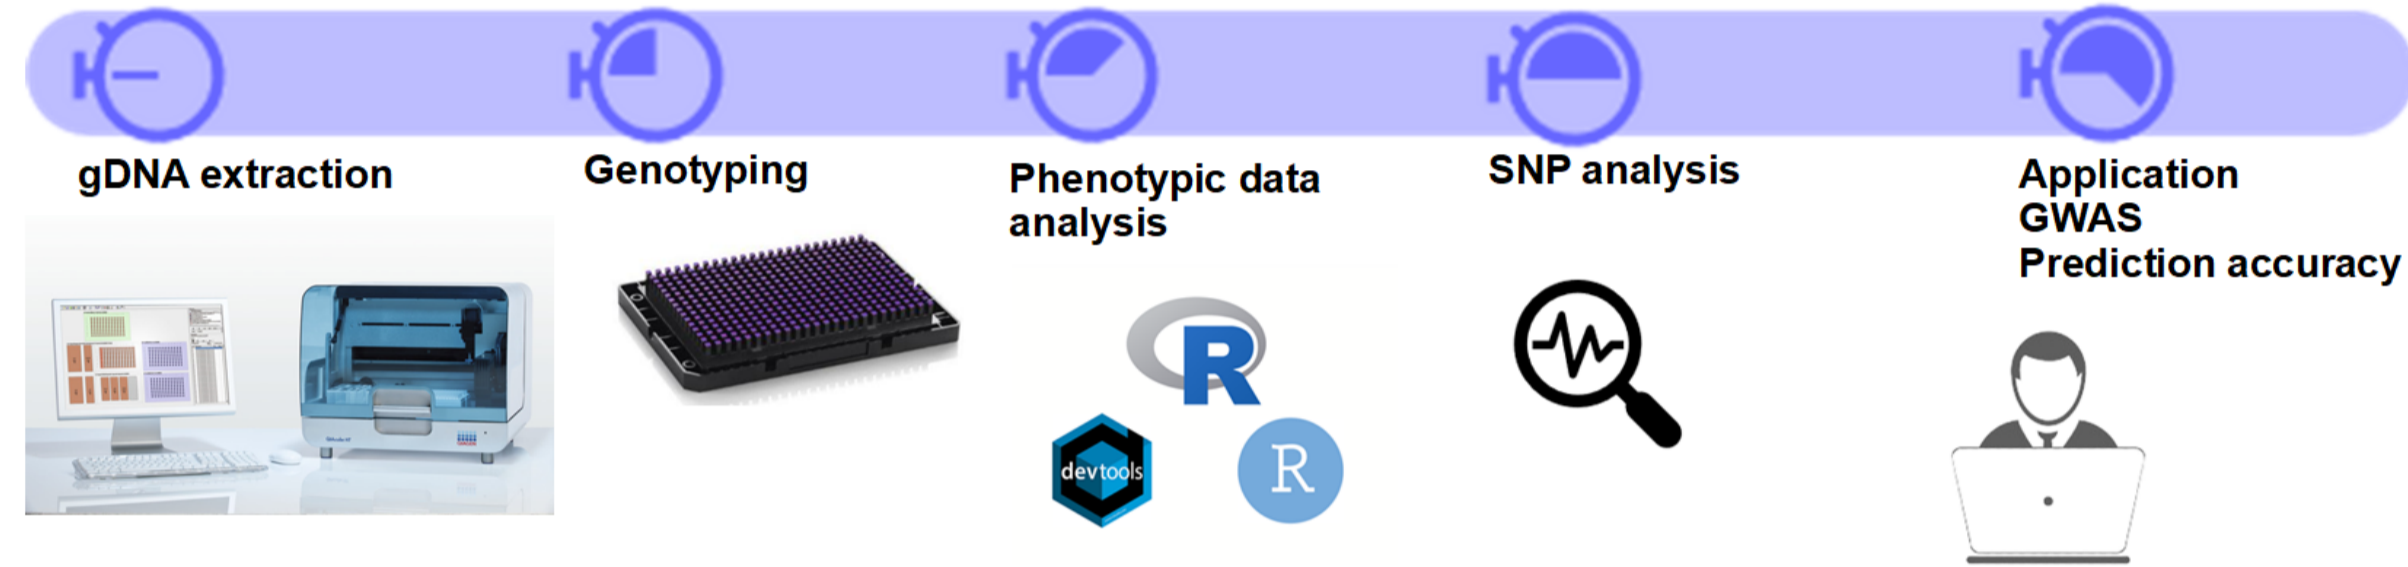 gDNA extraction
Genotyping
Phenotypic data
analysis
SNP analysis
Application
GWAS
Prediction accuracy
R
devtools
R